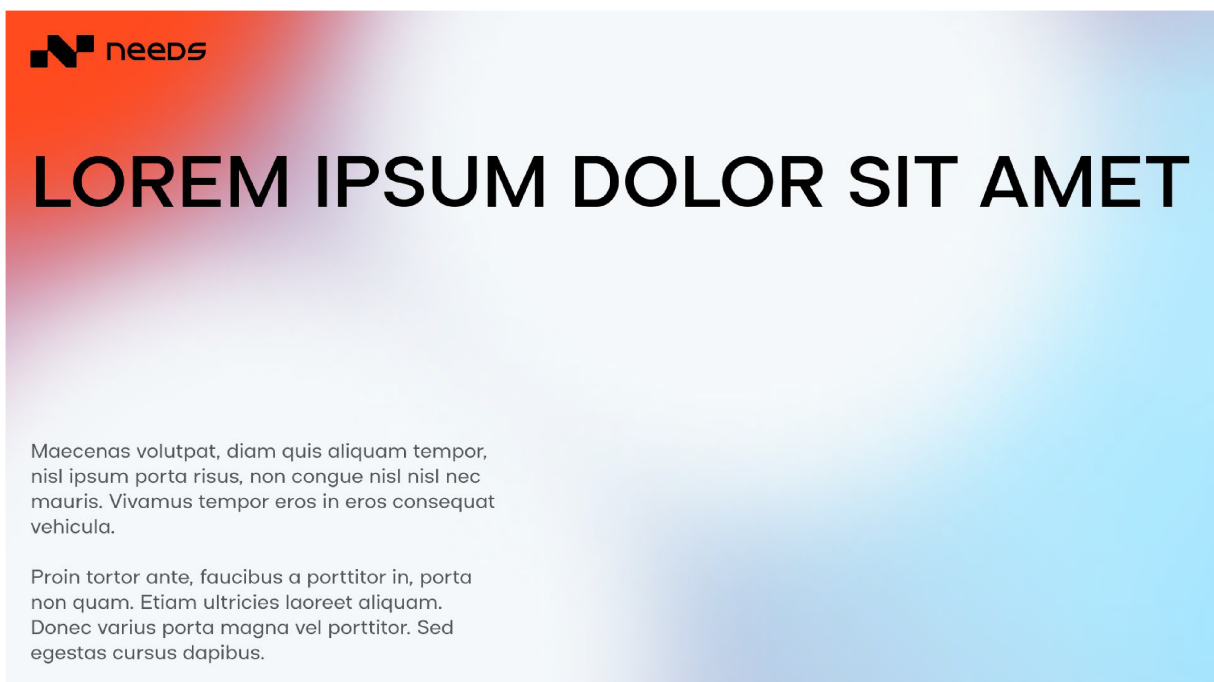 needs
LOREM IPSUM DOLOR SIT AMET
Maecenas volutpat, diam quis aliquam tempor,
nisl ipsum porta risus, non congue nisl nisl nec
mauris. Vivamus tempor eros in eros consequat
vehicula.
Proin tortor ante, faucibus a porttitor in, porta
non quam. Etiam ultricies laoreet aliquam.
Donec varius porta magna vel porttitor. Sed
egestas cursus dapibus.